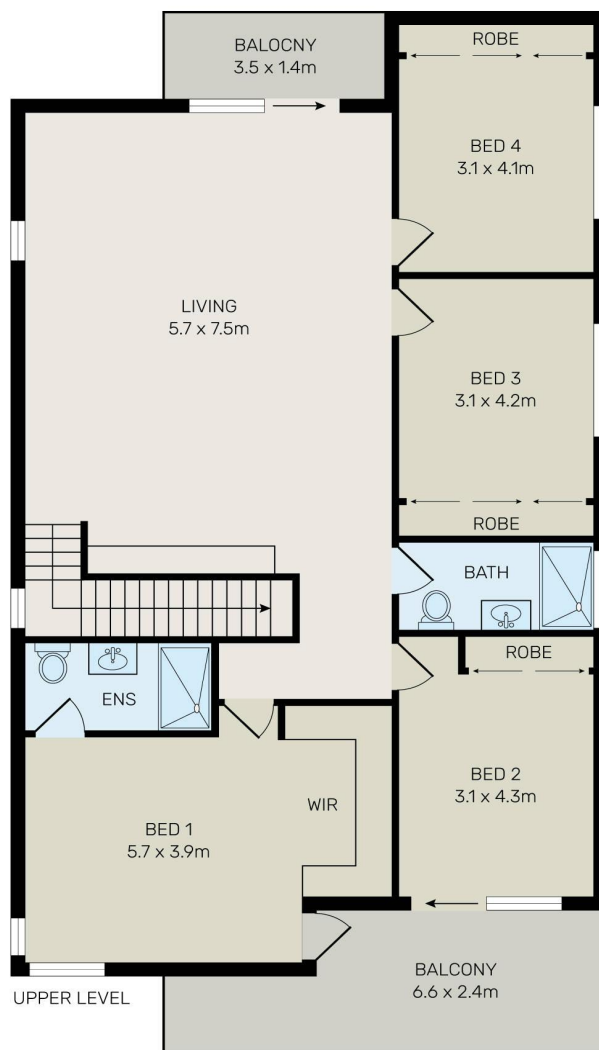 BALOCNY
3.5 x 1.4m
ROBE
BED 4
3.1 x 4.1m
LIVING
5.7 x 7.5m
BED 3
3.1 x 4.2m
ROBE
BATH
ROBE
ENS
BED 2
3.1 x 4.3m
WIR
BED 1
5.7 x 3.9m
BALCONY
6.6 x 2.4m
UPPER LEVEL